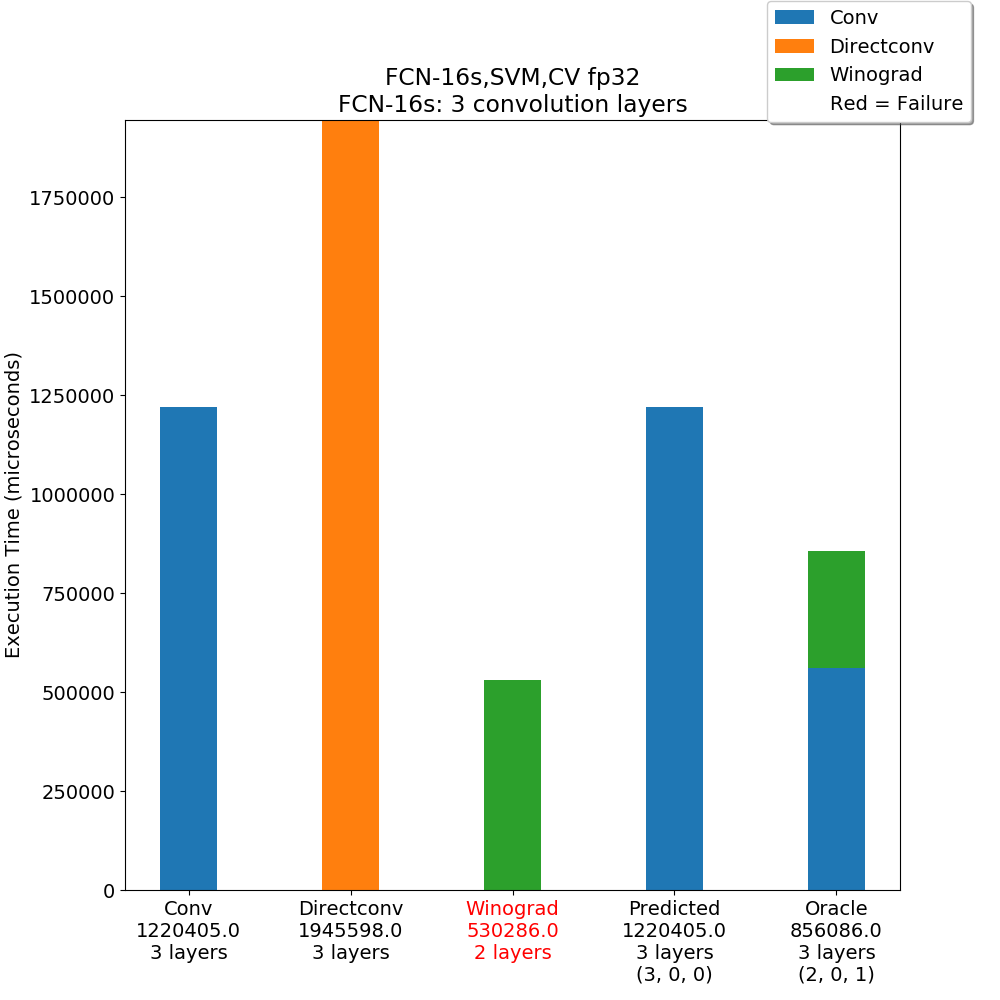 Conv
Directconv
Winograd
Red = Failure
FCN-16s,SVM,CV fp32
FCN-16s: 3 convolution layers
Execution Time (microseconds)
1750000
1500000
1250000
1000000
750000
500000
250000
0
Conv
1220405.0
3 layers
Directconv
1945598.0
3 layers
Winograd
530286.0
2 layers
Predicted
1220405.0
3 layers
(3, 0, 0)
Oracle
856086.0
3 layers
(2, 0, 1)